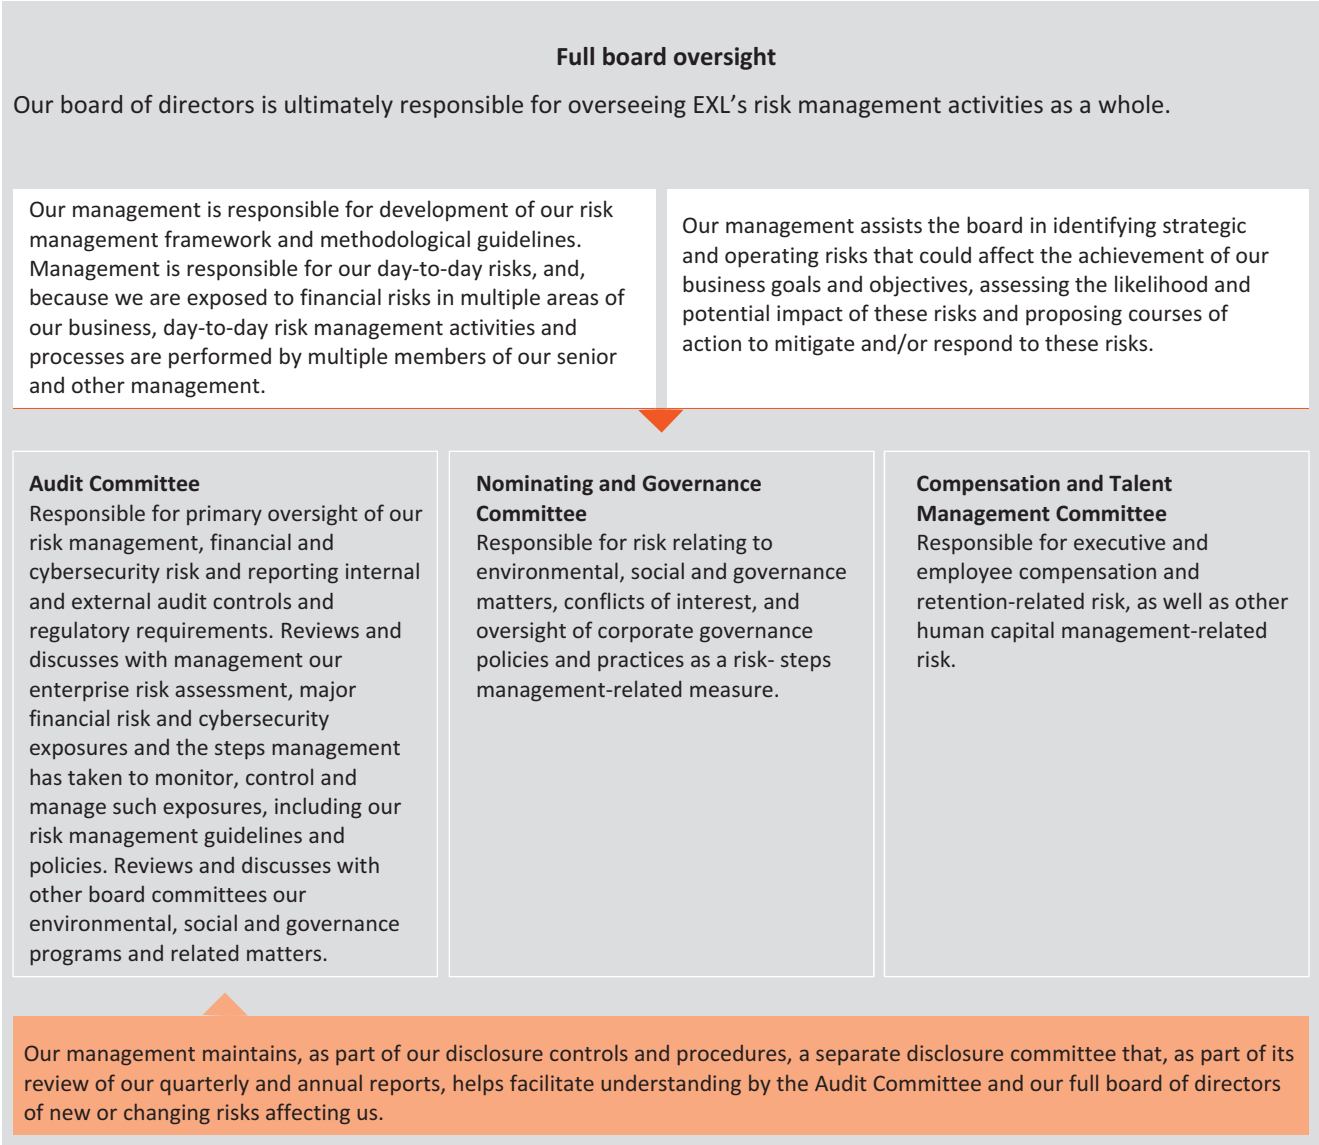 Full board oversight
Our board of directors is ultimately responsible for overseeing EXL’s risk management activities as a whole.
Our management is responsible for development of our risk
management framework and methodological guidelines.
Management is responsible for our day-to-day risks, and,
because we are exposed to financial risks in multiple areas of
our business, day-to-day risk management activities and
processes are performed by multiple members of our senior
and other management.
Our management assists the board in identifying strategic
and operating risks that could affect the achievement of our
business goals and objectives, assessing the likelihood and
potential impact of these risks and proposing courses of
action to mitigate and/or respond to these risks.
Audit Committee
Responsible for primary oversight of our
risk management, financial and
cybersecurity risk and reporting internal
and external audit controls and
regulatory requirements. Reviews and
discusses with management our
enterprise risk assessment, major
financial risk and cybersecurity
exposures and the steps management
has taken to monitor, control and
manage such exposures, including our
risk management guidelines and
policies. Reviews and discusses with
other board committees our
environmental, social and governance
programs and related matters.
Nominating and Governance
Committee
Responsible for risk relating to
environmental, social and governance
matters, conflicts of interest, and
oversight of corporate governance
policies and practices as a risk- steps
management-related measure.
Compensation and Talent
Management Committee
Responsible for executive and
employee compensation and
retention-related risk, as well as other
human capital management-related
risk.
Our management maintains, as part of our disclosure controls and procedures, a separate disclosure committee that, as part of its
review of our quarterly and annual reports, helps facilitate understanding by the Audit Committee and our full board of directors
of new or changing risks affecting us.